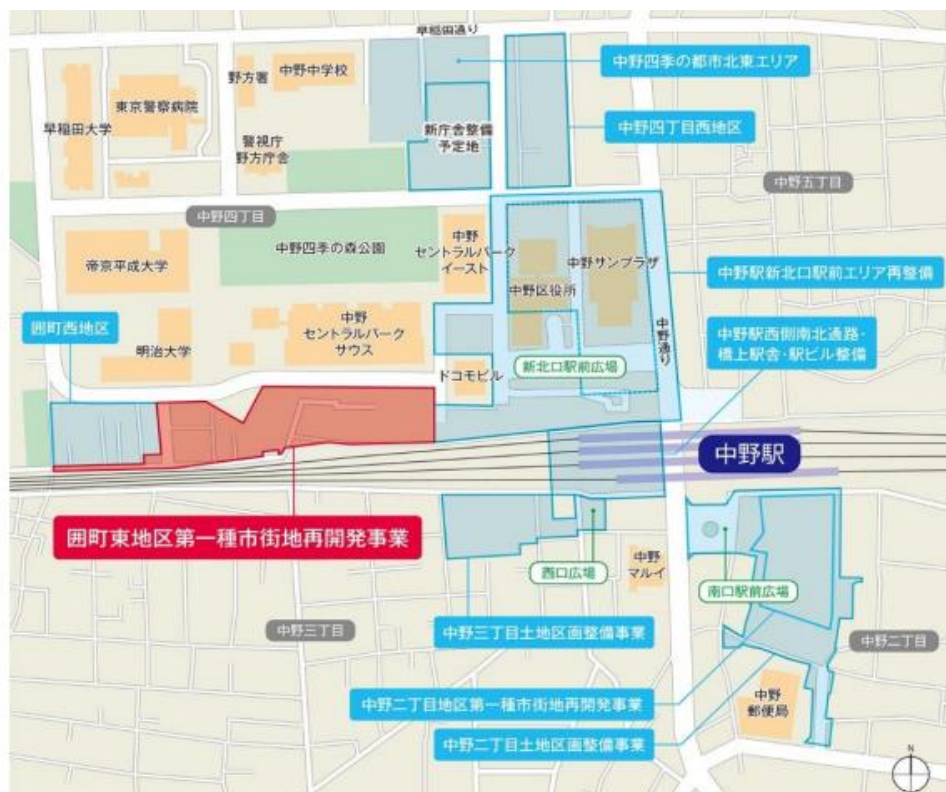 早稲田通り
中野四季の都市北東エリア
野方署
中野中学校
東京警察病院
早稲田大学
警視庁
野方庁舎
新庁舎整備
予定地
中野四丁目西地区
中野五丁目
中野四丁目
中野四季の森公園
中野
セントラルパーク
イースト
帝京平成大学
中野区役所
中野サンプラザ
中野駅新北口駅前エリア再整備
囲町西地区
明治大学
中野
セントラルパーク
サウス
ドコモビル
新北口駅前広場
中野通り
中野駅西側南北通路・
橋上駅舎・駅ビル整備
中野駅
囲町東地区第一種市街地再開発事業
西口広場
中野
マルイ
南口駅前広場
中野三丁目
中野三丁目土地区画整備事業
中野二丁目
中野二丁目地区第一種市街地再開発事業
中野
郵便局
中野二丁目土地区画整備事業
N